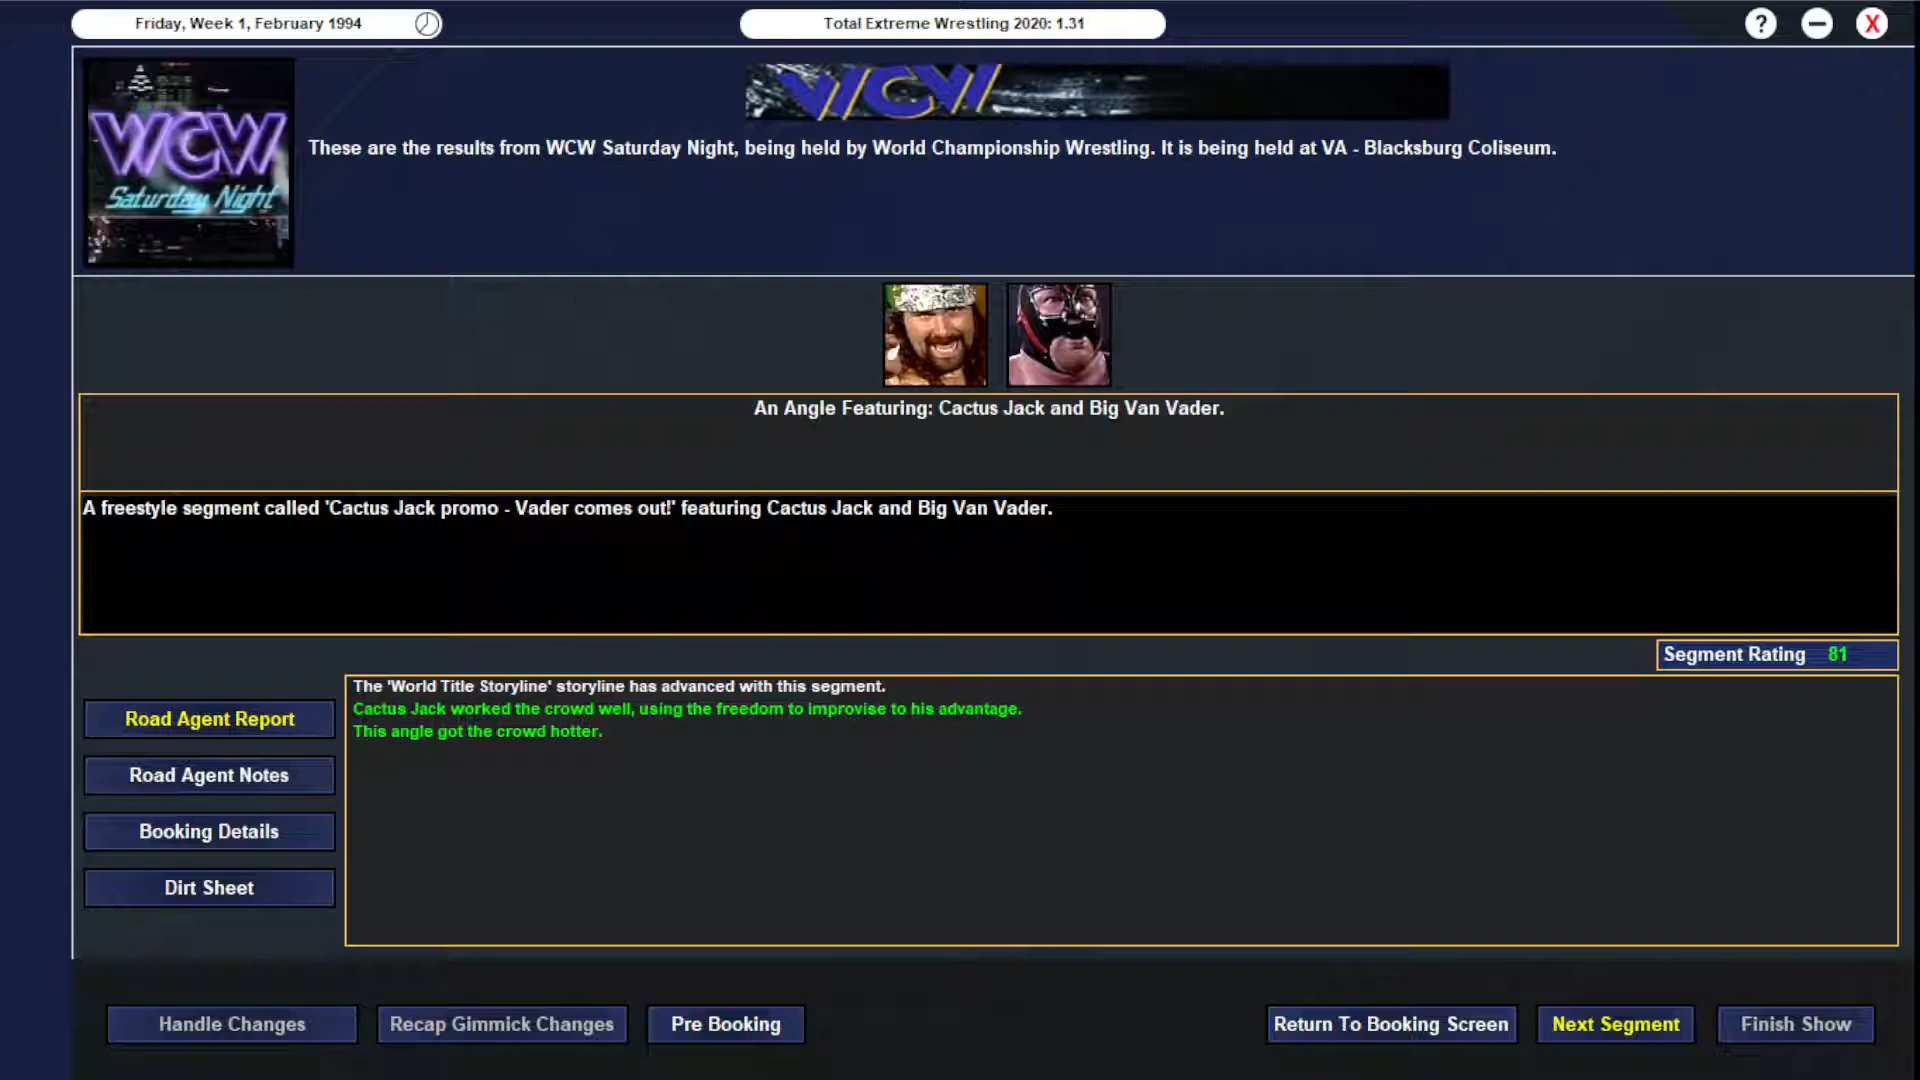 Friday, Week 1, February 1994
Total Extreme Wrestling 2020: 1.31
?
X
WCW
Saturday Night
WCW
These are the results from WCW Saturday Night, being held by World Championship Wrestling. It is being held at VA - Blacksburg Coliseum.
An Angle Featuring: Cactus Jack and Big Van Vader.
A freestyle segment called 'Cactus Jack promo - Vader comes out!' featuring Cactus Jack and Big Van Vader.
Segment Rating 81
Road Agent Report
Road Agent Notes
Booking Details
Dirt Sheet
The 'World Title Storyline' storyline has advanced with this segment.
Cactus Jack worked the crowd well, using the freedom to improvise to his advantage.
This angle got the crowd hotter.
Handle Changes
Recap Gimmick Changes
Pre Booking
Return To Booking Screen
Next Segment
Finish Show